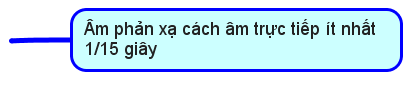 Âm phản xạ cách âm trực tiếp ít nhất
1/15 giây